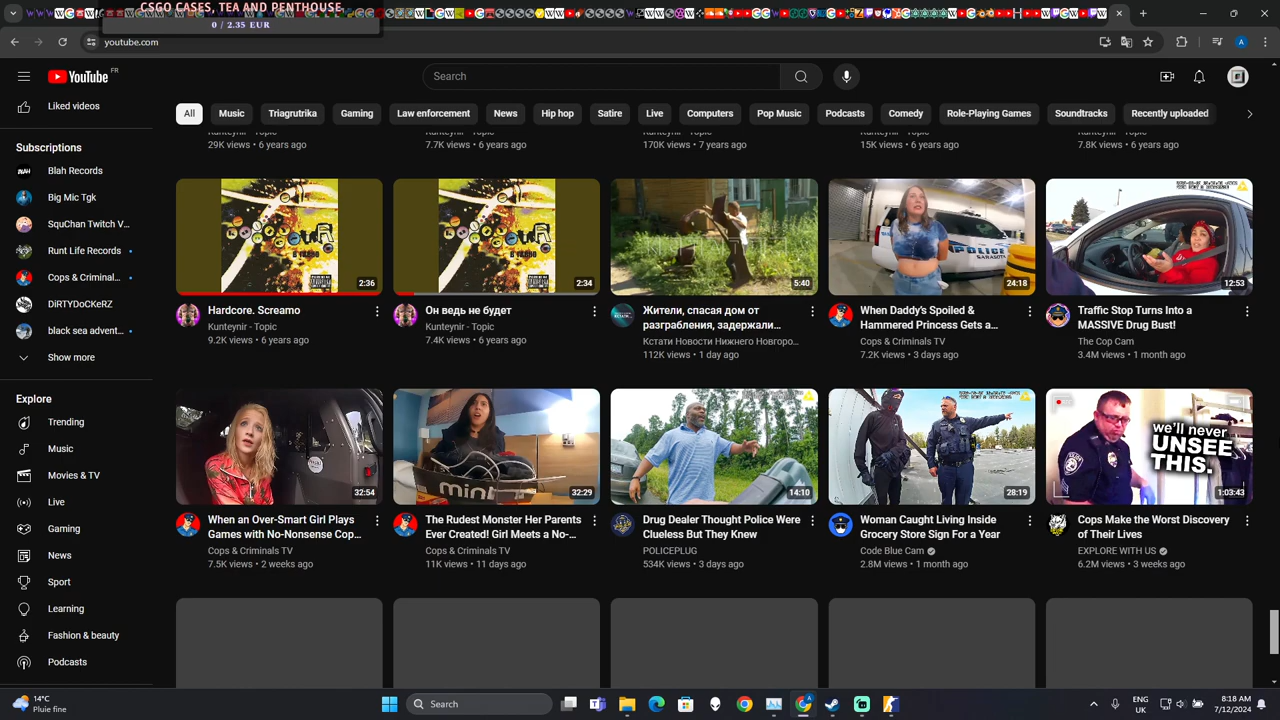 CSGO CASES, TEA AND PENTHOUSE
0 / 2.35 EUR
youtube.com
YouTube FR
Search
All
Music
Triagrutrika
Gaming
Law enforcement
News
Hip hop
Satire
Live
Computers
Pop Music
Podcasts
Comedy
Role-Playing Games
Soundtracks
Recently uploaded
Liked videos
Subscriptions
Blah Records
Big Mic Tgk
SquChan Twitch V...
Runt Life Records
Cops & Criminal...
DiRTYDoCKeRZ
black sea advent...
Show more
Explore
Trending
Music
Movies & TV
Live
Gaming
News
Sport
Learning
Fashion & beauty
Podcasts
Kunteynir - Topic
29K views • 6 years ago
Kunteynir - Topic
7.7K views • 6 years ago
Kunteynir - Topic
170K views • 7 years ago
Kunteynir - Topic
15K views • 6 years ago
Kunteynir - Topic
7.8K views • 6 years ago
2:36
Hardcore. Screamo
Kunteynir - Topic
9.2K views • 6 years ago
2:34
Он ведь не будет
Kunteynir - Topic
7.4K views • 6 years ago
5:40
Жители, спасая дом от
разграбления, задержали...
Кстати Новости Нижнего Новгоро...
112K views • 1 day ago
POLICE
SARASOTA
24:18
When Daddy's Spoiled &
Hammered Princess Gets a...
Cops & Criminals TV
7.2K views • 3 days ago
12:53
Traffic Stop Turns Into a
MASSIVE Drug Bust!
The Cop Cam
3.4M views • 1 month ago
32:54
When an Over-Smart Girl Plays
Games with No-Nonsense Cop...
Cops & Criminals TV
7.5K views • 2 weeks ago
mini
32:29
The Rudest Monster Her Parents
Ever Created! Girl Meets a No-...
Cops & Criminals TV
11K views • 11 days ago
14:10
Drug Dealer Thought Police Were
Clueless But They Knew
POLICEPLUG
534K views • 3 days ago
28:19
Woman Caught Living Inside
Grocery Store Sign For a Year
Code Blue Cam
2.8M views • 1 month ago
we'll never
UNSEE
THIS.
1:03:43
Cops Make the Worst Discovery
of Their Lives
EXPLORE WITH US
6.2M views • 3 weeks ago
14°C
Pluie fine
Search
ENG
UK
8:18 AM
7/12/2024